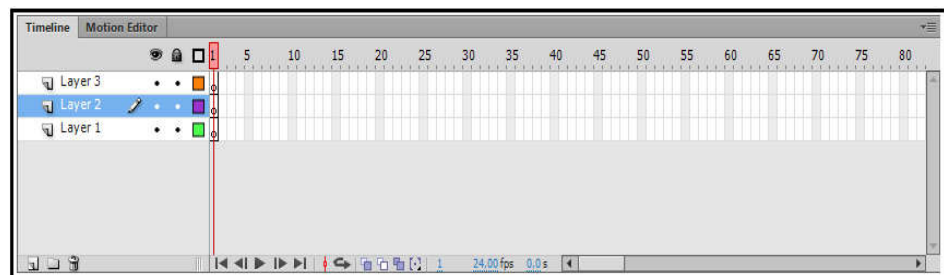 Timeline Motion Editor
1 5 10 15 20 25 30 35 40 45 50 55 60 65 70 75 80
Layer 3
Layer 2
Layer 1
1 24.00 fps 0.0 s